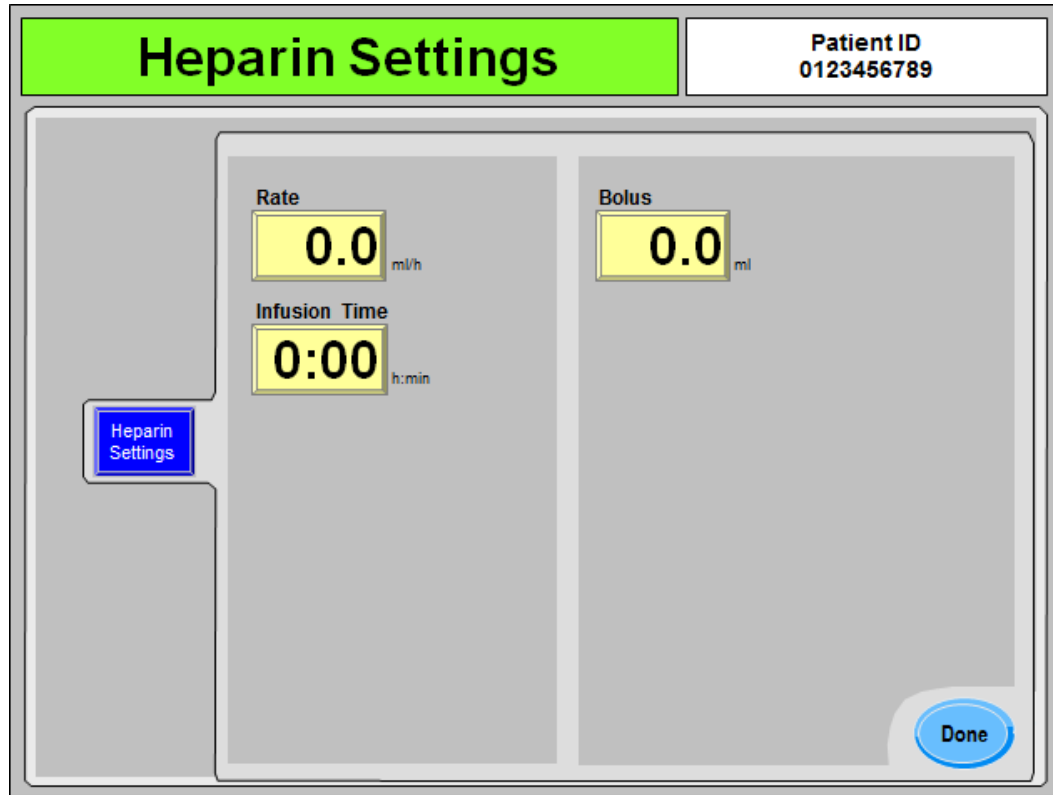 Heparin Settings
Patient ID
0123456789
Rate
0.0 ml/h
Infusion Time
0:00 h:min
Bolus
0.0 ml
Heparin
Settings
Done